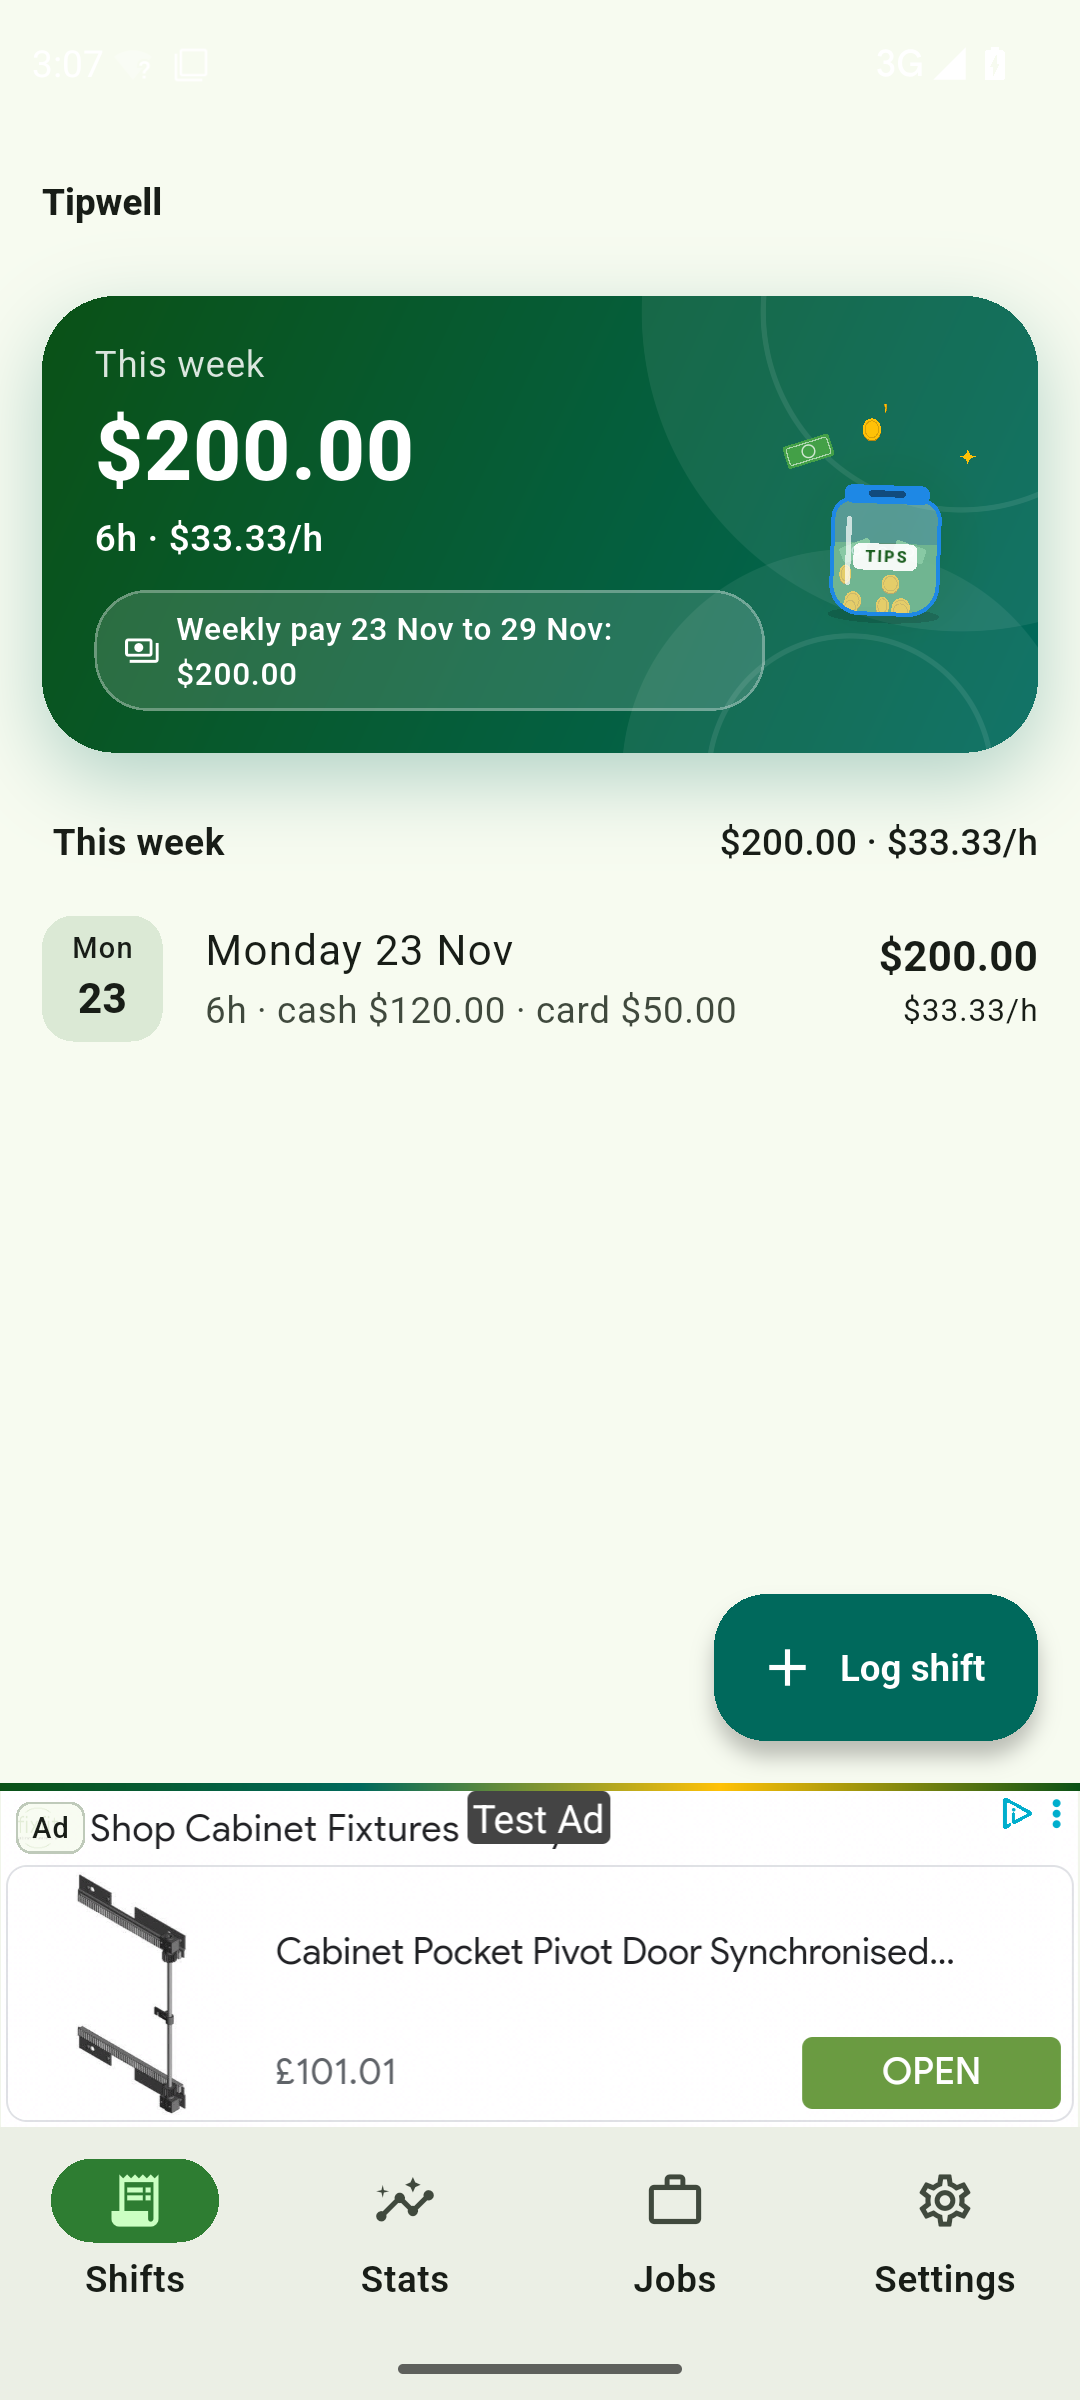 3:07
3G
Tipwell
This week
$200.00
6h · $33.33/h
TIPS
Weekly pay 23 Nov to 29 Nov:
$200.00
This week
$200.00 · $33.33/h
Mon
23
Monday 23 Nov
$200.00
6h · cash $120.00 · card $50.00
$33.33/h
Log shift
Ad
Shop Cabinet Fixtures
Test Ad
Cabinet Pocket Pivot Door Synchronised...
£101.01
OPEN
Shifts
Stats
Jobs
Settings